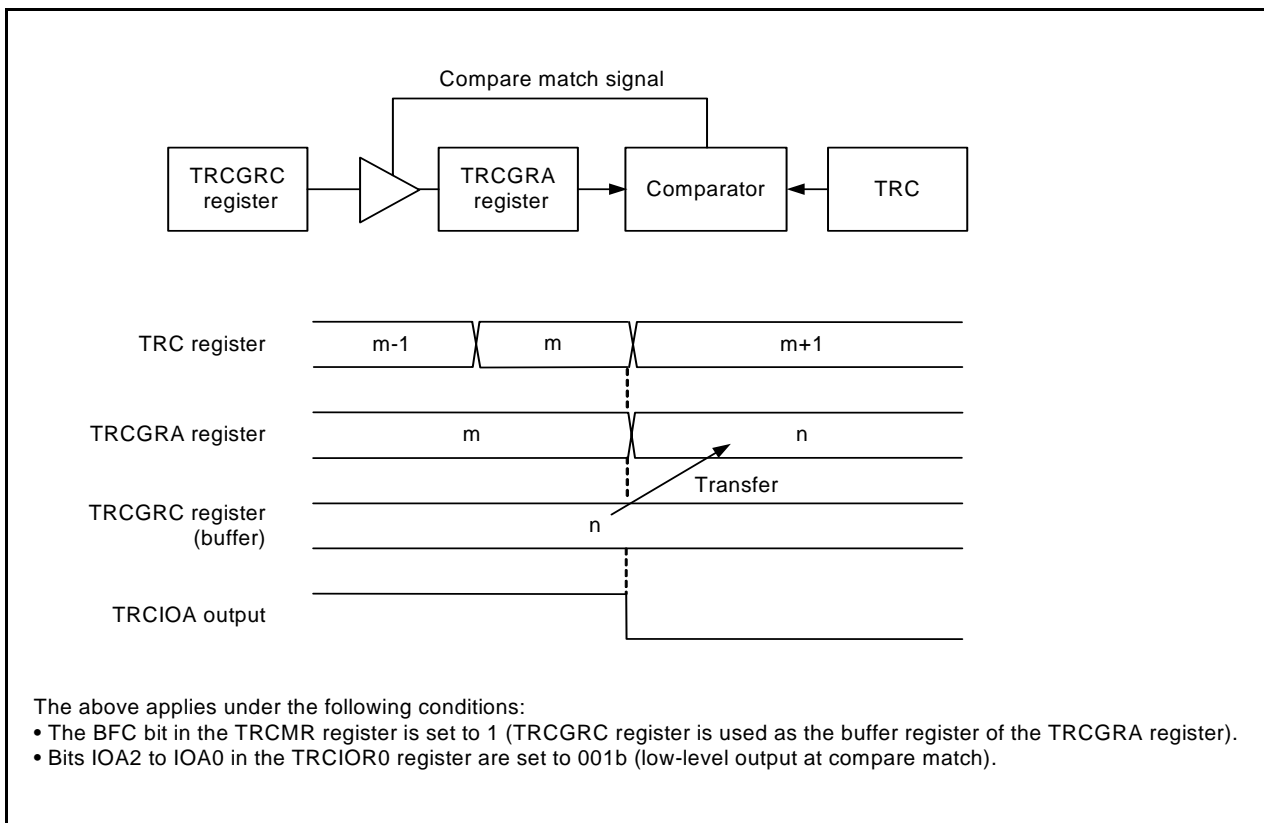 Compare match signal
TRCGRC
register
TRCGRA
register
Comparator
TRC
TRC register
m-1
m
m+1
TRCGRA register
m
n
Transfer
TRCGRC register
(buffer)
n
TRCIOA output
The above applies under the following conditions:
• The BFC bit in the TRCMR register is set to 1 (TRCGRC register is used as the buffer register of the TRCGRA register).
• Bits IOA2 to IOA0 in the TRCIOR0 register are set to 001b (low-level output at compare match).